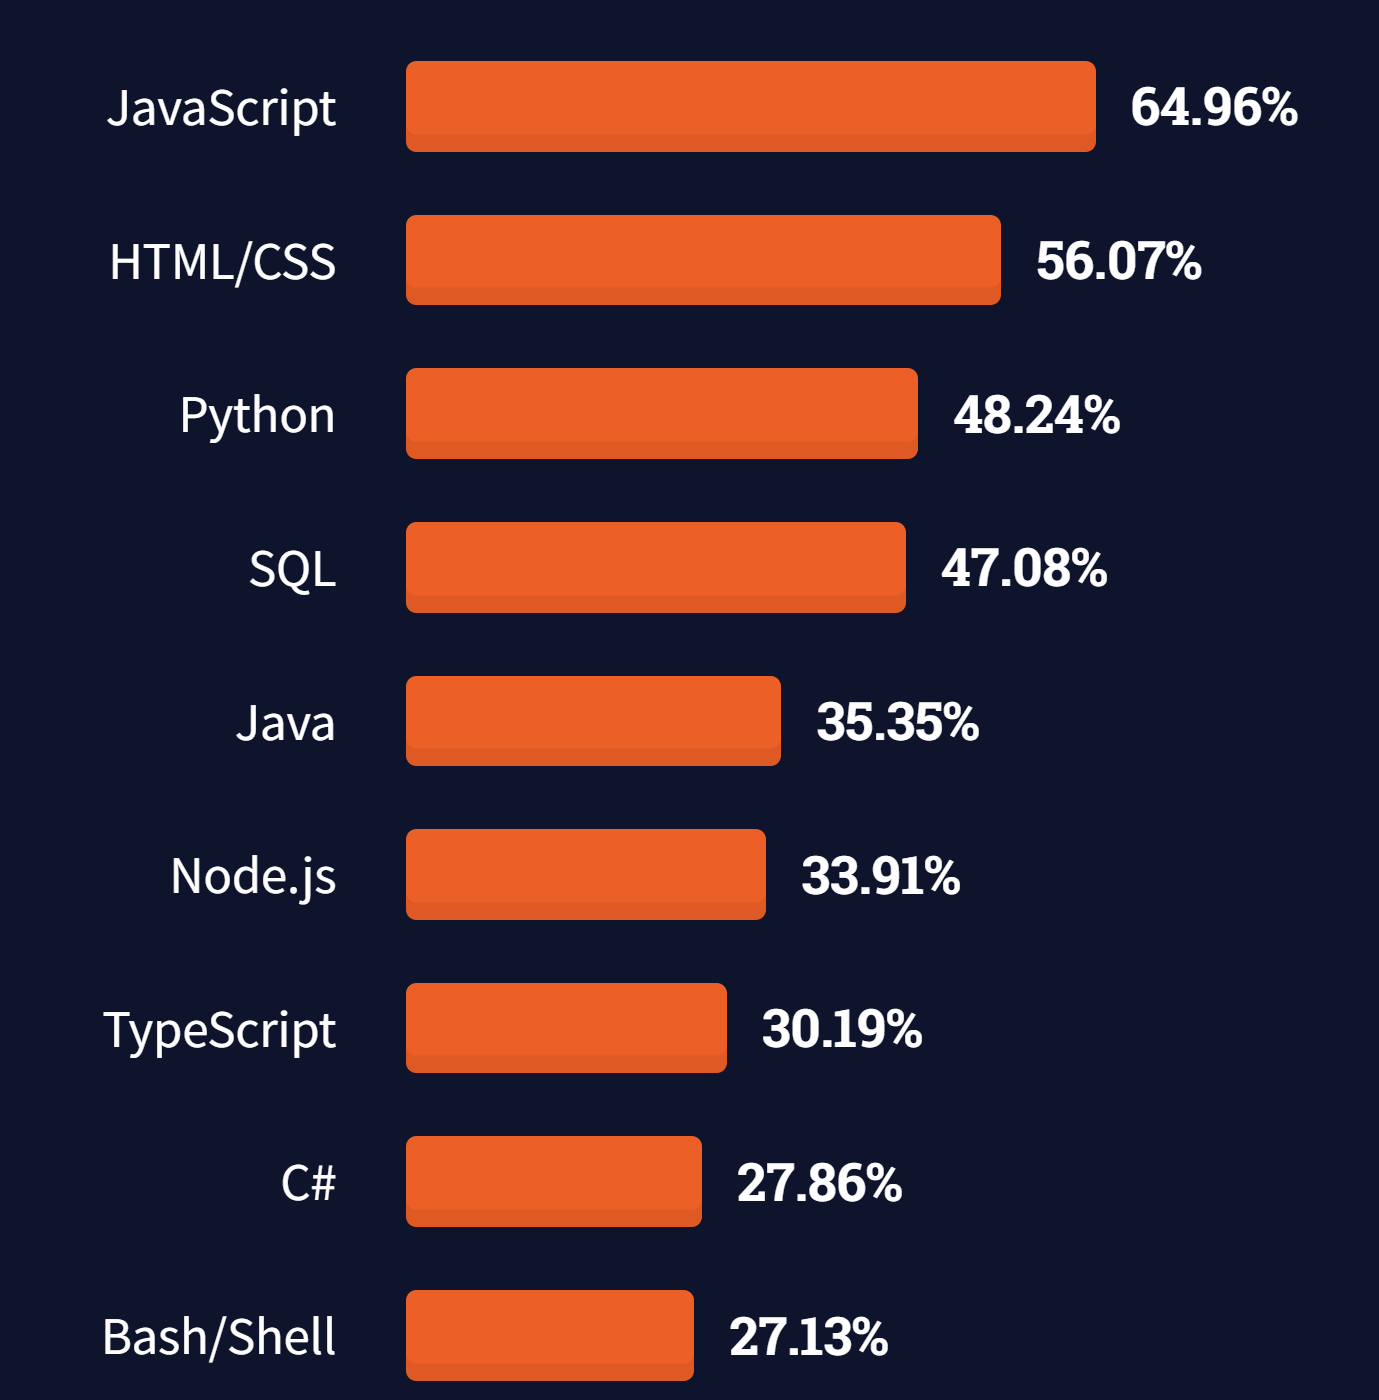 JavaScript 64.96%
HTML/CSS 56.07%
Python 48.24%
SQL 47.08%
Java 35.35%
Node.js 33.91%
TypeScript 30.19%
C# 27.86%
Bash/Shell 27.13%